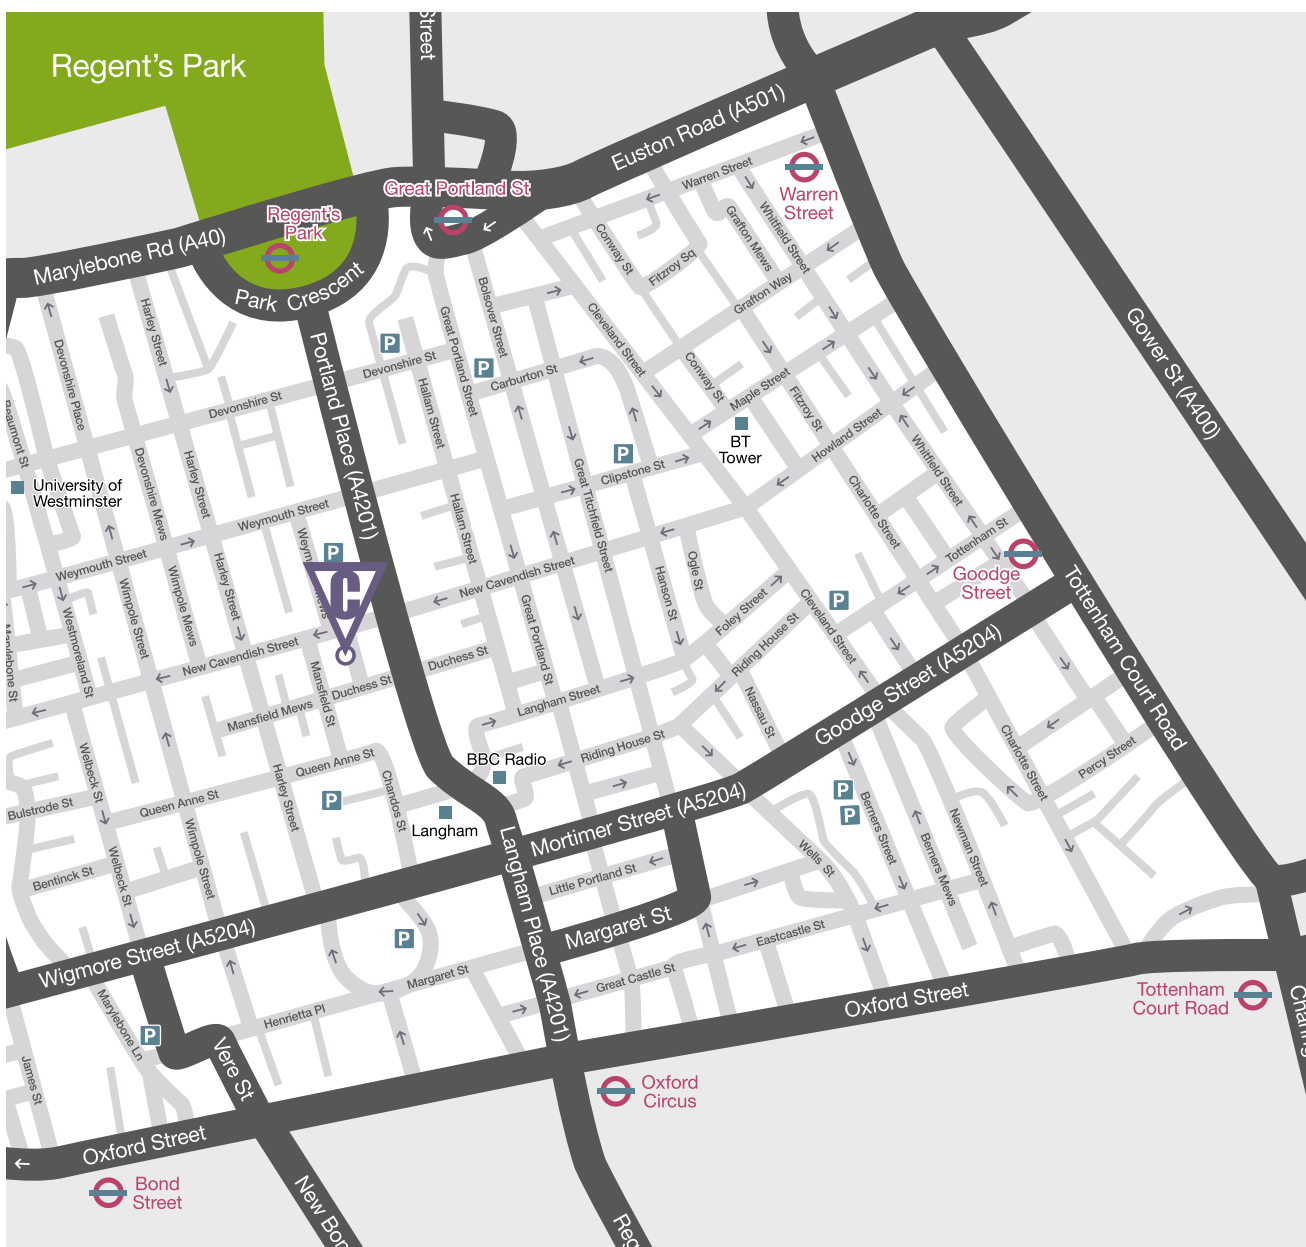 Regent's Park
Street
Euston Road (A501)
Warren Street
Warren
Street
Great Portland St
Regent's
Park
Marylebone Rd (A40)
Park Crescent
Conway St
Fitzroy Sq
Grafton Mews
Whitfield Street
Grafton Way
Gower St (A400)
Bolsover Street
Great Portland Street
Cleveland Street
Harley Street
Devonshire Place
Portland Place (A4201)
P
P
Devonshire St
Carburton St
Conway St
Maple Street
Fitzroy St
Hallam Street
Devonshire St
Beaumont St
BT
Tower
Howland Street
Whitfield Street
P
Clipstone St
Great Titchfield Street
Devonshire Mews
Harley Street
University of
Westminster
Weymouth Street
Hallam Street
Charlotte Street
Tottenham St
Goodge
Street
P
C
Weymouth Street
Wimpole Street
Wimpole Mews
Harley Street
New Cavendish Street
Ogle St
Hanson St
Foley Street
Cleveland Street
P
Riding House St
Tottenham Court Road
Goodge Street (A5204)
Westmoreland St
Marylebone St
New Cavendish Street
Great Portland St
Duchess St
Duchess St
Mansfield St
Mansfield Mews
Langham Street
Nassau St
Charlotte Street
Percy Street
Riding House St
BBC Radio
Queen Anne St
Welbeck St
Harley Street
Chandos St
P
Langham
Mortimer Street (A5204)
P
P
Berners Street
Berners Mews
Newman Street
Bulstrode St
Queen Anne St
Wimpole Street
Bentinck St
Welbeck St
Langham Place (A4201)
Wells St
Little Portland St
Margaret St
Eastcastle St
Wigmore Street (A5204)
P
Margaret St
Great Castle St
Henrietta Pl
Oxford Street
Tottenham
Court Road
Marylebone Ln
P
Vere St
James St
Oxford
Circus
Oxford Street
Bond
Street